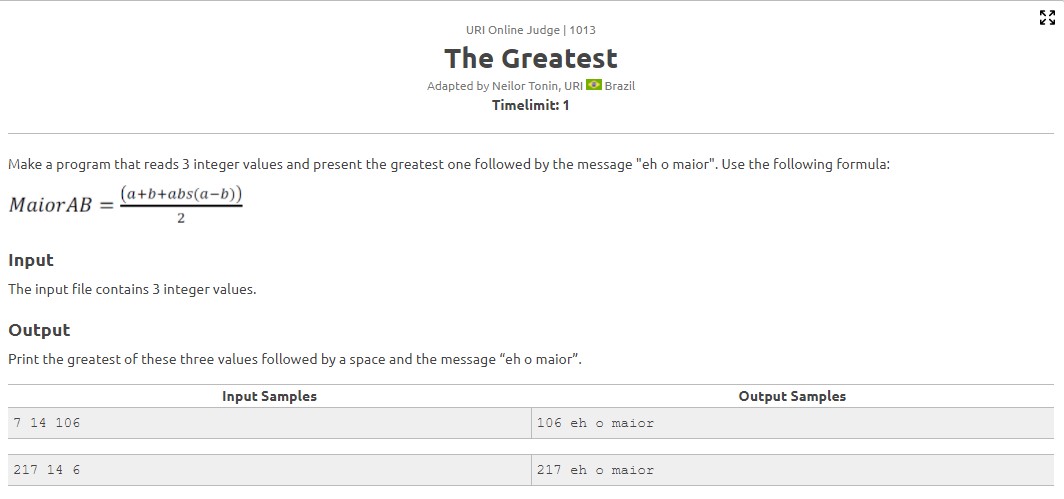 URI Online Judge | 1013
The Greatest
Adapted by Neilor Tonin, URI Brazil
Timelimit: 1
Make a program that reads 3 integer values and present the greatest one followed by the message "eh o maior". Use the following formula:
MaiorAB = (a+b+abs(a−b))/2
Input
The input file contains 3 integer values.
Output
Print the greatest of these three values followed by a space and the message “eh o maior”.
Input Samples Output Samples
7 14 106 106 eh o maior
217 14 6 217 eh o maior